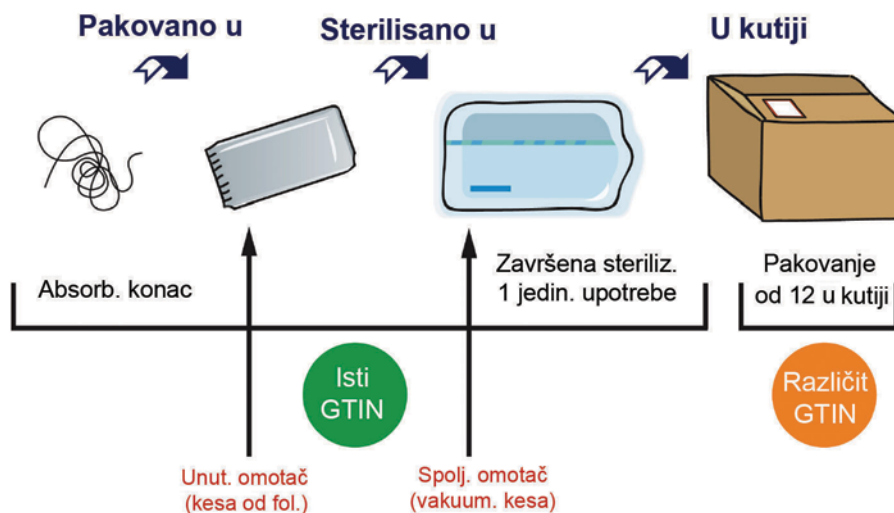 Pakovano u
Sterilisano u
U kutiji
Absorb. konac
Završena steriliz.
1 jedin. upotrebe
Pakovanje
od 12 u kutiji
Isti
GTIN
Različit
GTIN
Unut. omotač
(kesa od fol.)
Spolj. omotač
(vakuum. kesa)